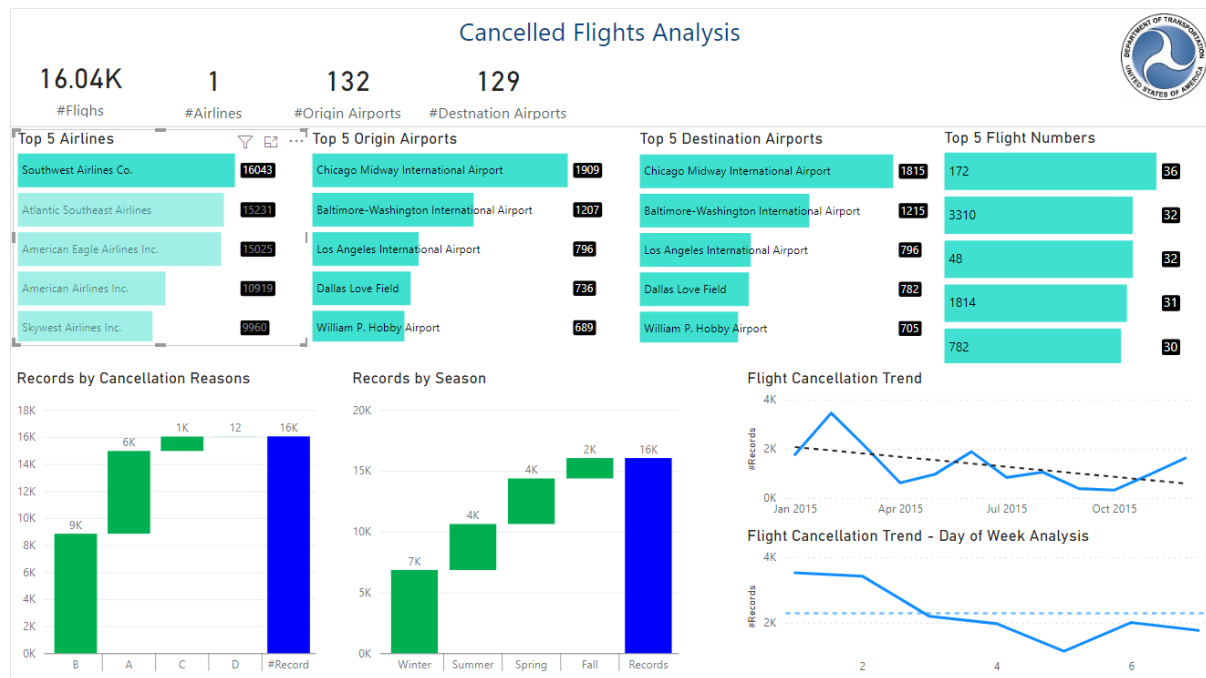 Cancelled Flights Analysis
DEPARTMENT OF TRANSPORTATION
UNITED STATES OF AMERICA
16.04K
#Flighs
1
#Airlines
132
#Origin Airports
129
#Destnation Airports
Top 5 Airlines
Southwest Airlines Co. 16043
Atlantic Southeast Airlines 15231
American Eagle Airlines Inc. 15025
American Airlines Inc. 10919
Skywest Airlines Inc. 9960
Top 5 Origin Airports
Chicago Midway International Airport 1909
Baltimore-Washington International Airport 1207
Los Angeles International Airport 796
Dallas Love Field 736
William P. Hobby Airport 689
Top 5 Destination Airports
Chicago Midway International Airport 1815
Baltimore-Washington International Airport 1215
Los Angeles International Airport 796
Dallas Love Field 782
William P. Hobby Airport 705
Top 5 Flight Numbers
172 36
3310 32
48 32
1814 31
782 30
Records by Cancellation Reasons
18K
16K
14K
12K
10K
8K
6K
4K
2K
0K
9K 6K 1K 12 16K
B A C D #Record
Records by Season
20K
15K
10K
5K
0K
7K 4K 4K 2K 16K
Winter Summer Spring Fall Records
Flight Cancellation Trend
#Records
4K
2K
0K
Jan 2015 Apr 2015 Jul 2015 Oct 2015
Flight Cancellation Trend - Day of Week Analysis
#Records
4K
2K
2 4 6